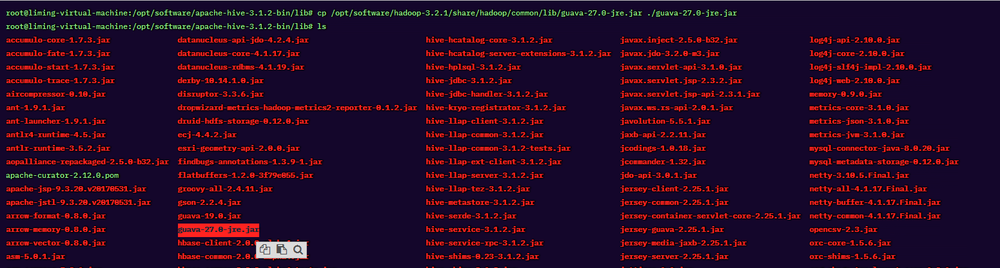 root@liming-virtual-machine:/opt/software/apache-hive-3.1.2-bin/lib# cp /opt/software/hadoop-3.2.1/share/hadoop/common/lib/guava-27.0-jre.jar ./guava-27.0-jre.jar
root@liming-virtual-machine:/opt/software/apache-hive-3.1.2-bin/lib# ls
accumulo-core-1.7.3.jar datanucleus-api-jdo-4.2.4.jar hive-hcatalog-core-3.1.2.jar javax.inject-2.5.0-b32.jar log4j-api-2.10.0.jar
accumulo-fate-1.7.3.jar datanucleus-core-4.1.17.jar hive-hcatalog-server-extensions-3.1.2.jar javax.jdo-3.2.0-m3.jar log4j-core-2.10.0.jar
accumulo-start-1.7.3.jar datanucleus-rdbms-4.1.19.jar hive-hplsql-3.1.2.jar javax.servlet-api-3.1.0.jar log4j-slf4j-impl-2.10.0.jar
accumulo-trace-1.7.3.jar derby-10.14.1.0.jar hive-jdbc-3.1.2.jar javax.servlet.jsp-2.3.2.jar log4j-web-2.10.0.jar
aircompressor-0.10.jar disruptor-3.3.6.jar hive-jdbc-handler-3.1.2.jar javax.servlet.jsp-api-2.3.1.jar memory-0.9.0.jar
ant-1.9.1.jar dropwizard-metrics-hadoop-metrics2-reporter-0.1.2.jar hive-kryo-registrator-3.1.2.jar javax.ws.rs-api-2.0.1.jar metrics-core-3.1.0.jar
ant-launcher-1.9.1.jar druid-hdfs-storage-0.12.0.jar hive-llap-client-3.1.2.jar javolution-5.5.1.jar metrics-json-3.1.0.jar
antlr4-runtime-4.5.jar ecj-4.4.2.jar hive-llap-common-3.1.2.jar jaxb-api-2.2.11.jar metrics-jvm-3.1.0.jar
antlr-runtime-3.5.2.jar esri-geometry-api-2.0.0.jar hive-llap-common-3.1.2-tests.jar jcodings-1.0.18.jar mysql-connector-java-8.0.20.jar
aopalliance-repackaged-2.5.0-b32.jar findbugs-annotations-1.3.9-1.jar hive-llap-ext-client-3.1.2.jar jcommander-1.32.jar mysql-metadata-storage-0.12.0.jar
apache-curator-2.12.0.pom flatbuffers-1.2.0-3f79e055.jar hive-llap-server-3.1.2.jar jdo-api-3.0.1.jar netty-3.10.5.Final.jar
apache-jsp-9.3.20.v20170531.jar groovy-all-2.4.11.jar hive-llap-tez-3.1.2.jar jersey-client-2.25.1.jar netty-all-4.1.17.Final.jar
apache-jstl-9.3.20.v20170531.jar gson-2.2.4.jar hive-metastore-3.1.2.jar jersey-common-2.25.1.jar netty-buffer-4.1.17.Final.jar
arrow-format-0.8.0.jar guava-19.0.jar hive-serde-3.1.2.jar jersey-container-servlet-core-2.25.1.jar netty-common-4.1.17.Final.jar
arrow-memory-0.8.0.jar guava-27.0-jre.jar hive-service-3.1.2.jar jersey-guava-2.25.1.jar opencsv-2.3.jar
arrow-vector-0.8.0.jar hive-service-rpc-3.1.2.jar jersey-media-jaxb-2.25.1.jar orc-core-1.5.6.jar
asm-5.0.1.jar hive-shims-0.23-3.1.2.jar jersey-server-2.25.1.jar orc-shims-1.5.6.jar